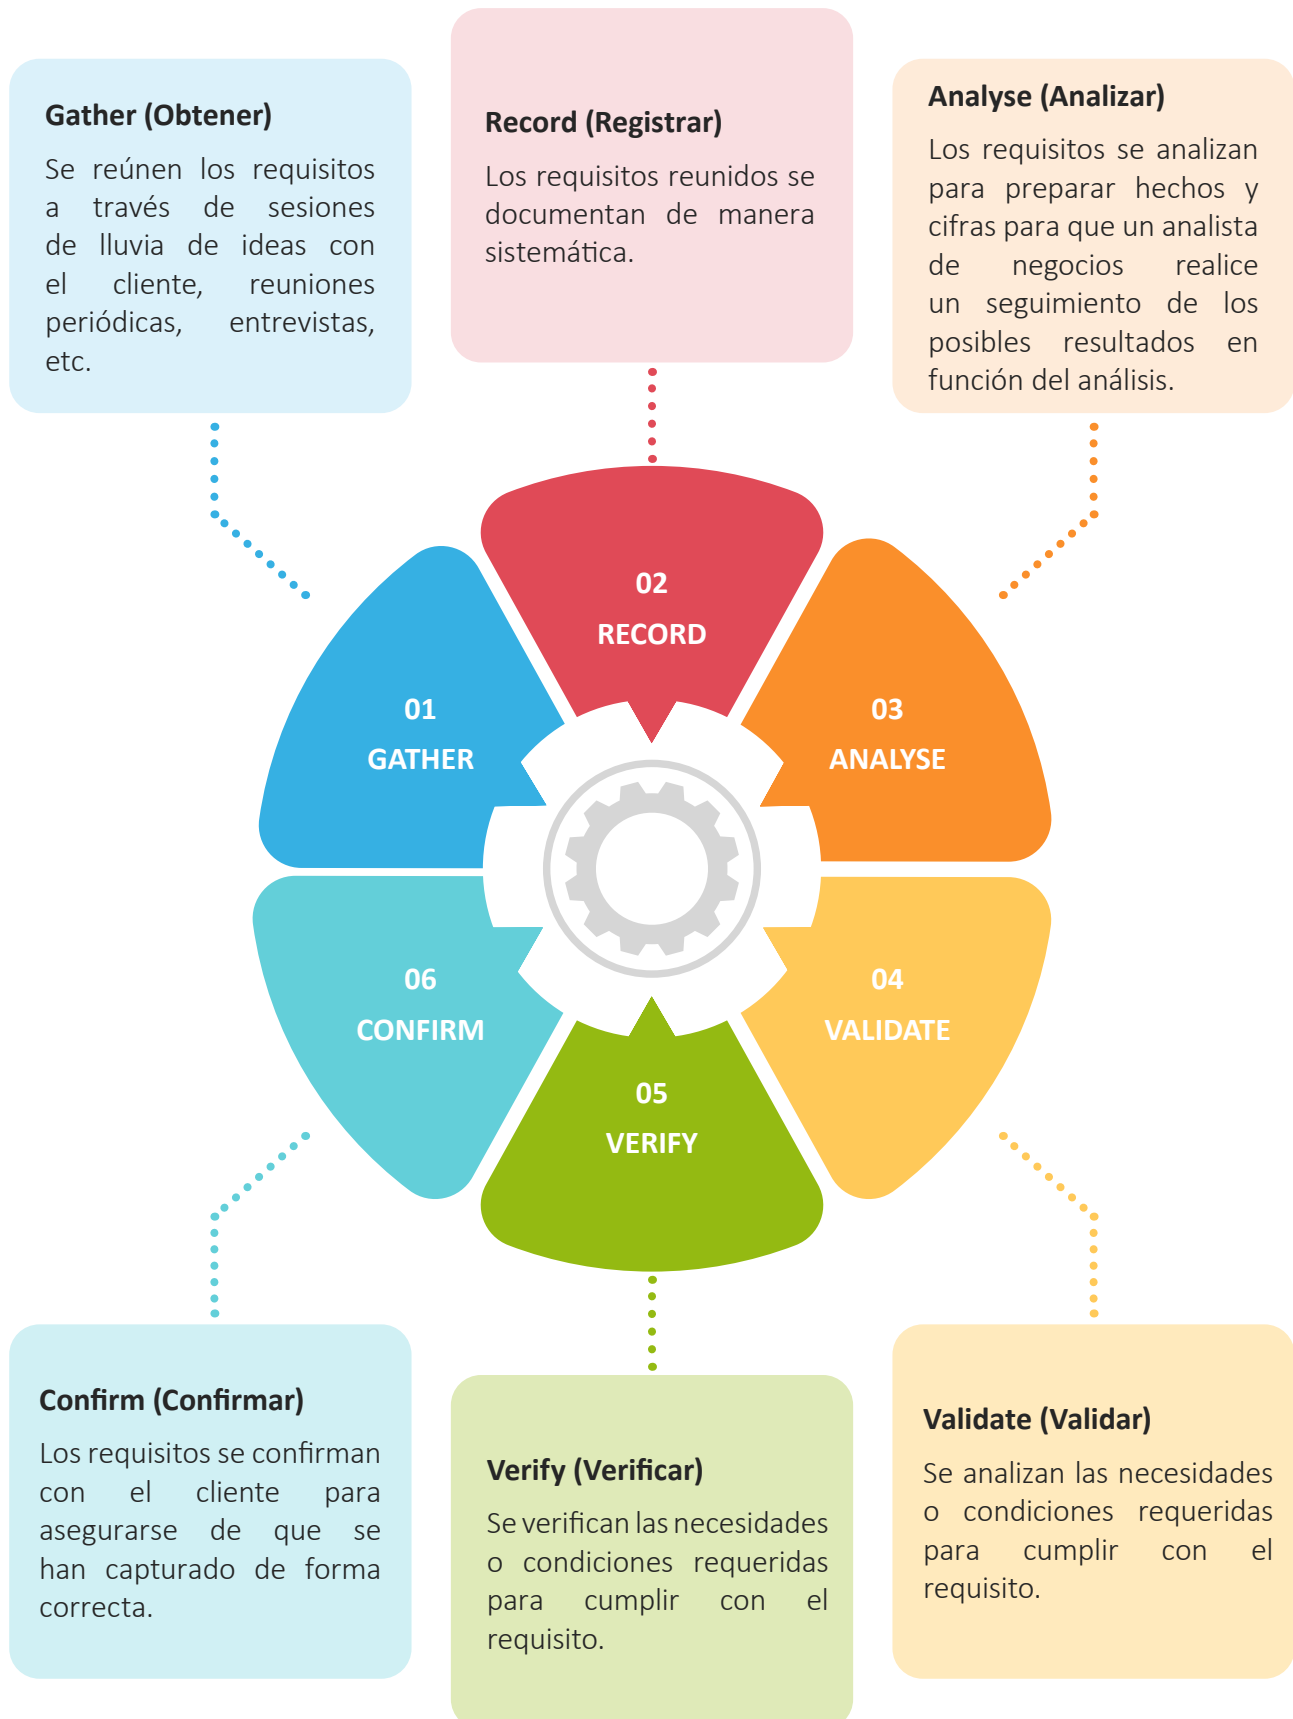 Gather (Obtener)
Se reúnen los requisitos
a través de sesiones
de lluvia de ideas con
el cliente, reuniones
periódicas, entrevistas,
etc.
Record (Registrar)
Los requisitos reunidos se
documentan de manera
sistemática.
Analyse (Analizar)
Los requisitos se analizan
para preparar hechos y
cifras para que un analista
de negocios realice
un seguimiento de los
posibles resultados en
función del análisis.
01
GATHER
02
RECORD
03
ANALYSE
04
VALIDATE
05
VERIFY
06
CONFIRM
Confirm (Confirmar)
Los requisitos se confirman
con el cliente para
asegurarse de que se
han capturado de forma
correcta.
Verify (Verificar)
Se verifican las necesidades
o condiciones requeridas
para cumplir con el
requisito.
Validate (Validar)
Se analizan las necesidades
o condiciones requeridas
para cumplir con el
requisito.